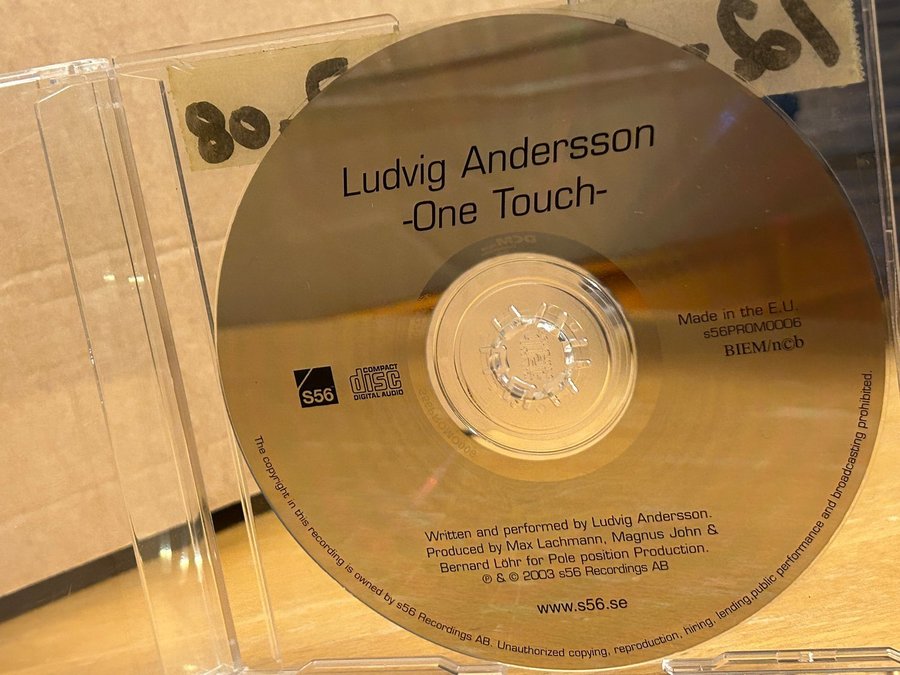 80.
19.
Ludvig Andersson
-One Touch-
Made in the E.U.
s56PROMO006
BIEM/n©b
S56
COMPACT
disc
DIGITAL AUDIO
Written and performed by Ludvig Andersson.
Produced by Max Lachmann, Magnus John &
Bernard Löhr for Pole position Production.
℗ & © 2003 s56 Recordings AB
www.s56.se
The copyright in this recording is owned by s56 Recordings AB. Unauthorized copying, reproduction, hiring, lending,public performance and broadcasting prohibited.